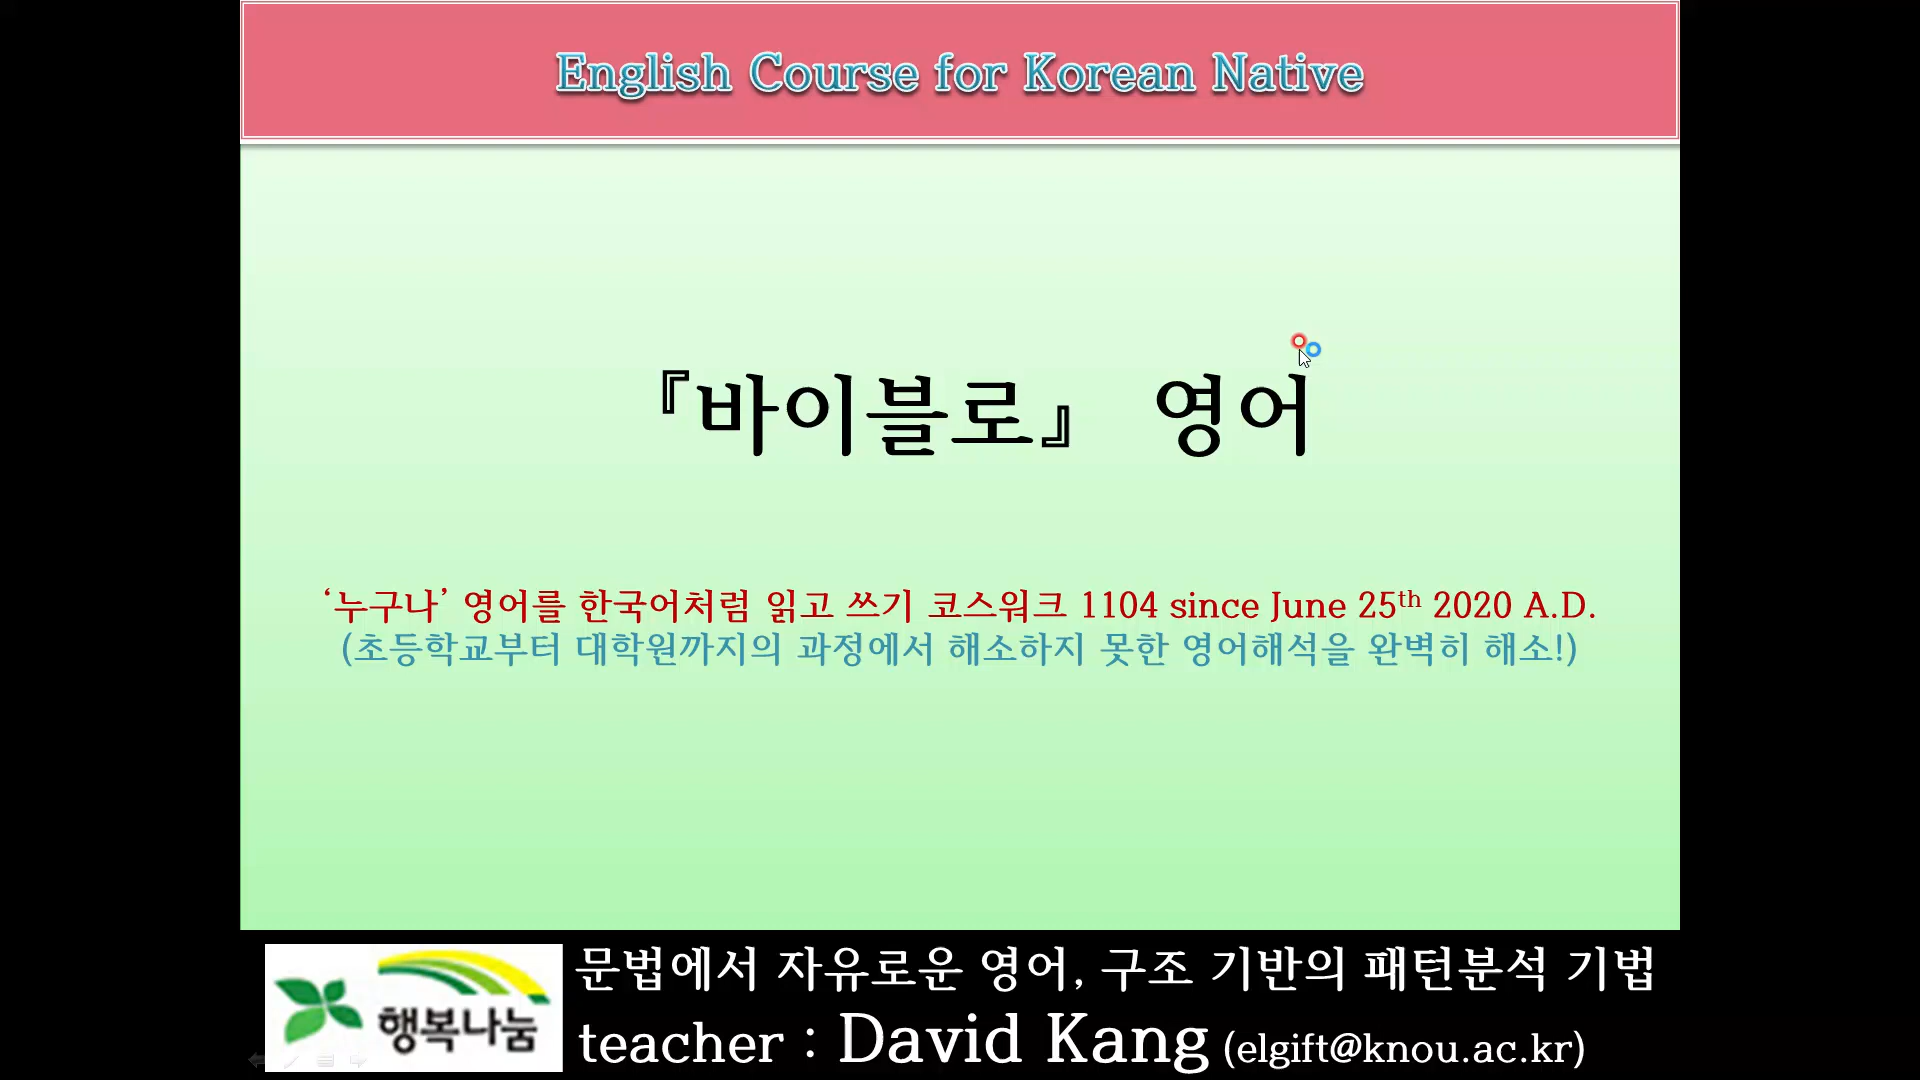 English Course for Korean Native
『바이블로』 영어
‘누구나’ 영어를 한국어처럼 읽고 쓰기 코스워크 1104 since June 25th 2020 A.D.
(초등학교부터 대학원까지의 과정에서 해소하지 못한 영어해석을 완벽히 해소!)
행복나눔
문법에서 자유로운 영어, 구조 기반의 패턴분석 기법
teacher : David Kang (elgift@knou.ac.kr)